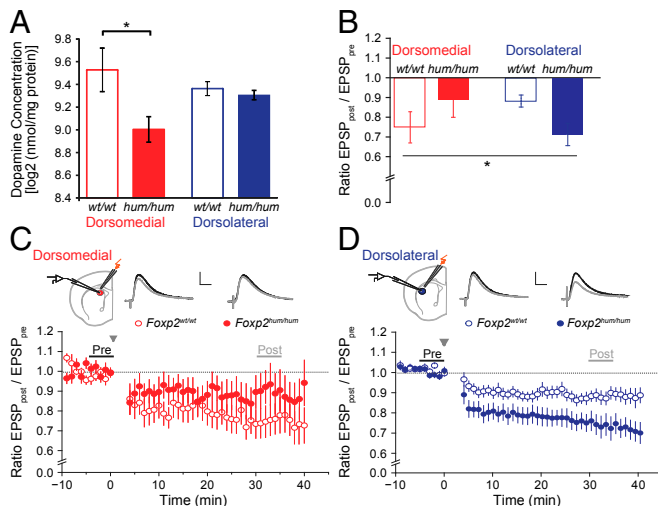 A
Dopamine Concentration
[log2 (nmol/mg protein)]
9.8
9.6
9.4
9.2
9.0
8.8
8.6
8.4
*
wt/wt hum/hum wt/wt hum/hum
Dorsomedial Dorsolateral
B
Ratio EPSPpost / EPSPpre
Dorsomedial Dorsolateral
wt/wt hum/hum wt/wt hum/hum
1.0
0.9
0.8
0.7
0.6
0.0
*
C
Dorsomedial
Foxp2wt/wt Foxp2hum/hum
Ratio EPSPpost / EPSPpre
1.2
1.1
1.0
0.9
0.8
0.7
0.6
0.0
Pre
Post
-10 0 10 20 30 40 50
Time (min)
D
Dorsolateral
Foxp2wt/wt Foxp2hum/hum
Ratio EPSPpost / EPSPpre
1.2
1.1
1.0
0.9
0.8
0.7
0.6
1.0
Pre
Post
-10 0 10 20 30 40
Time (min)